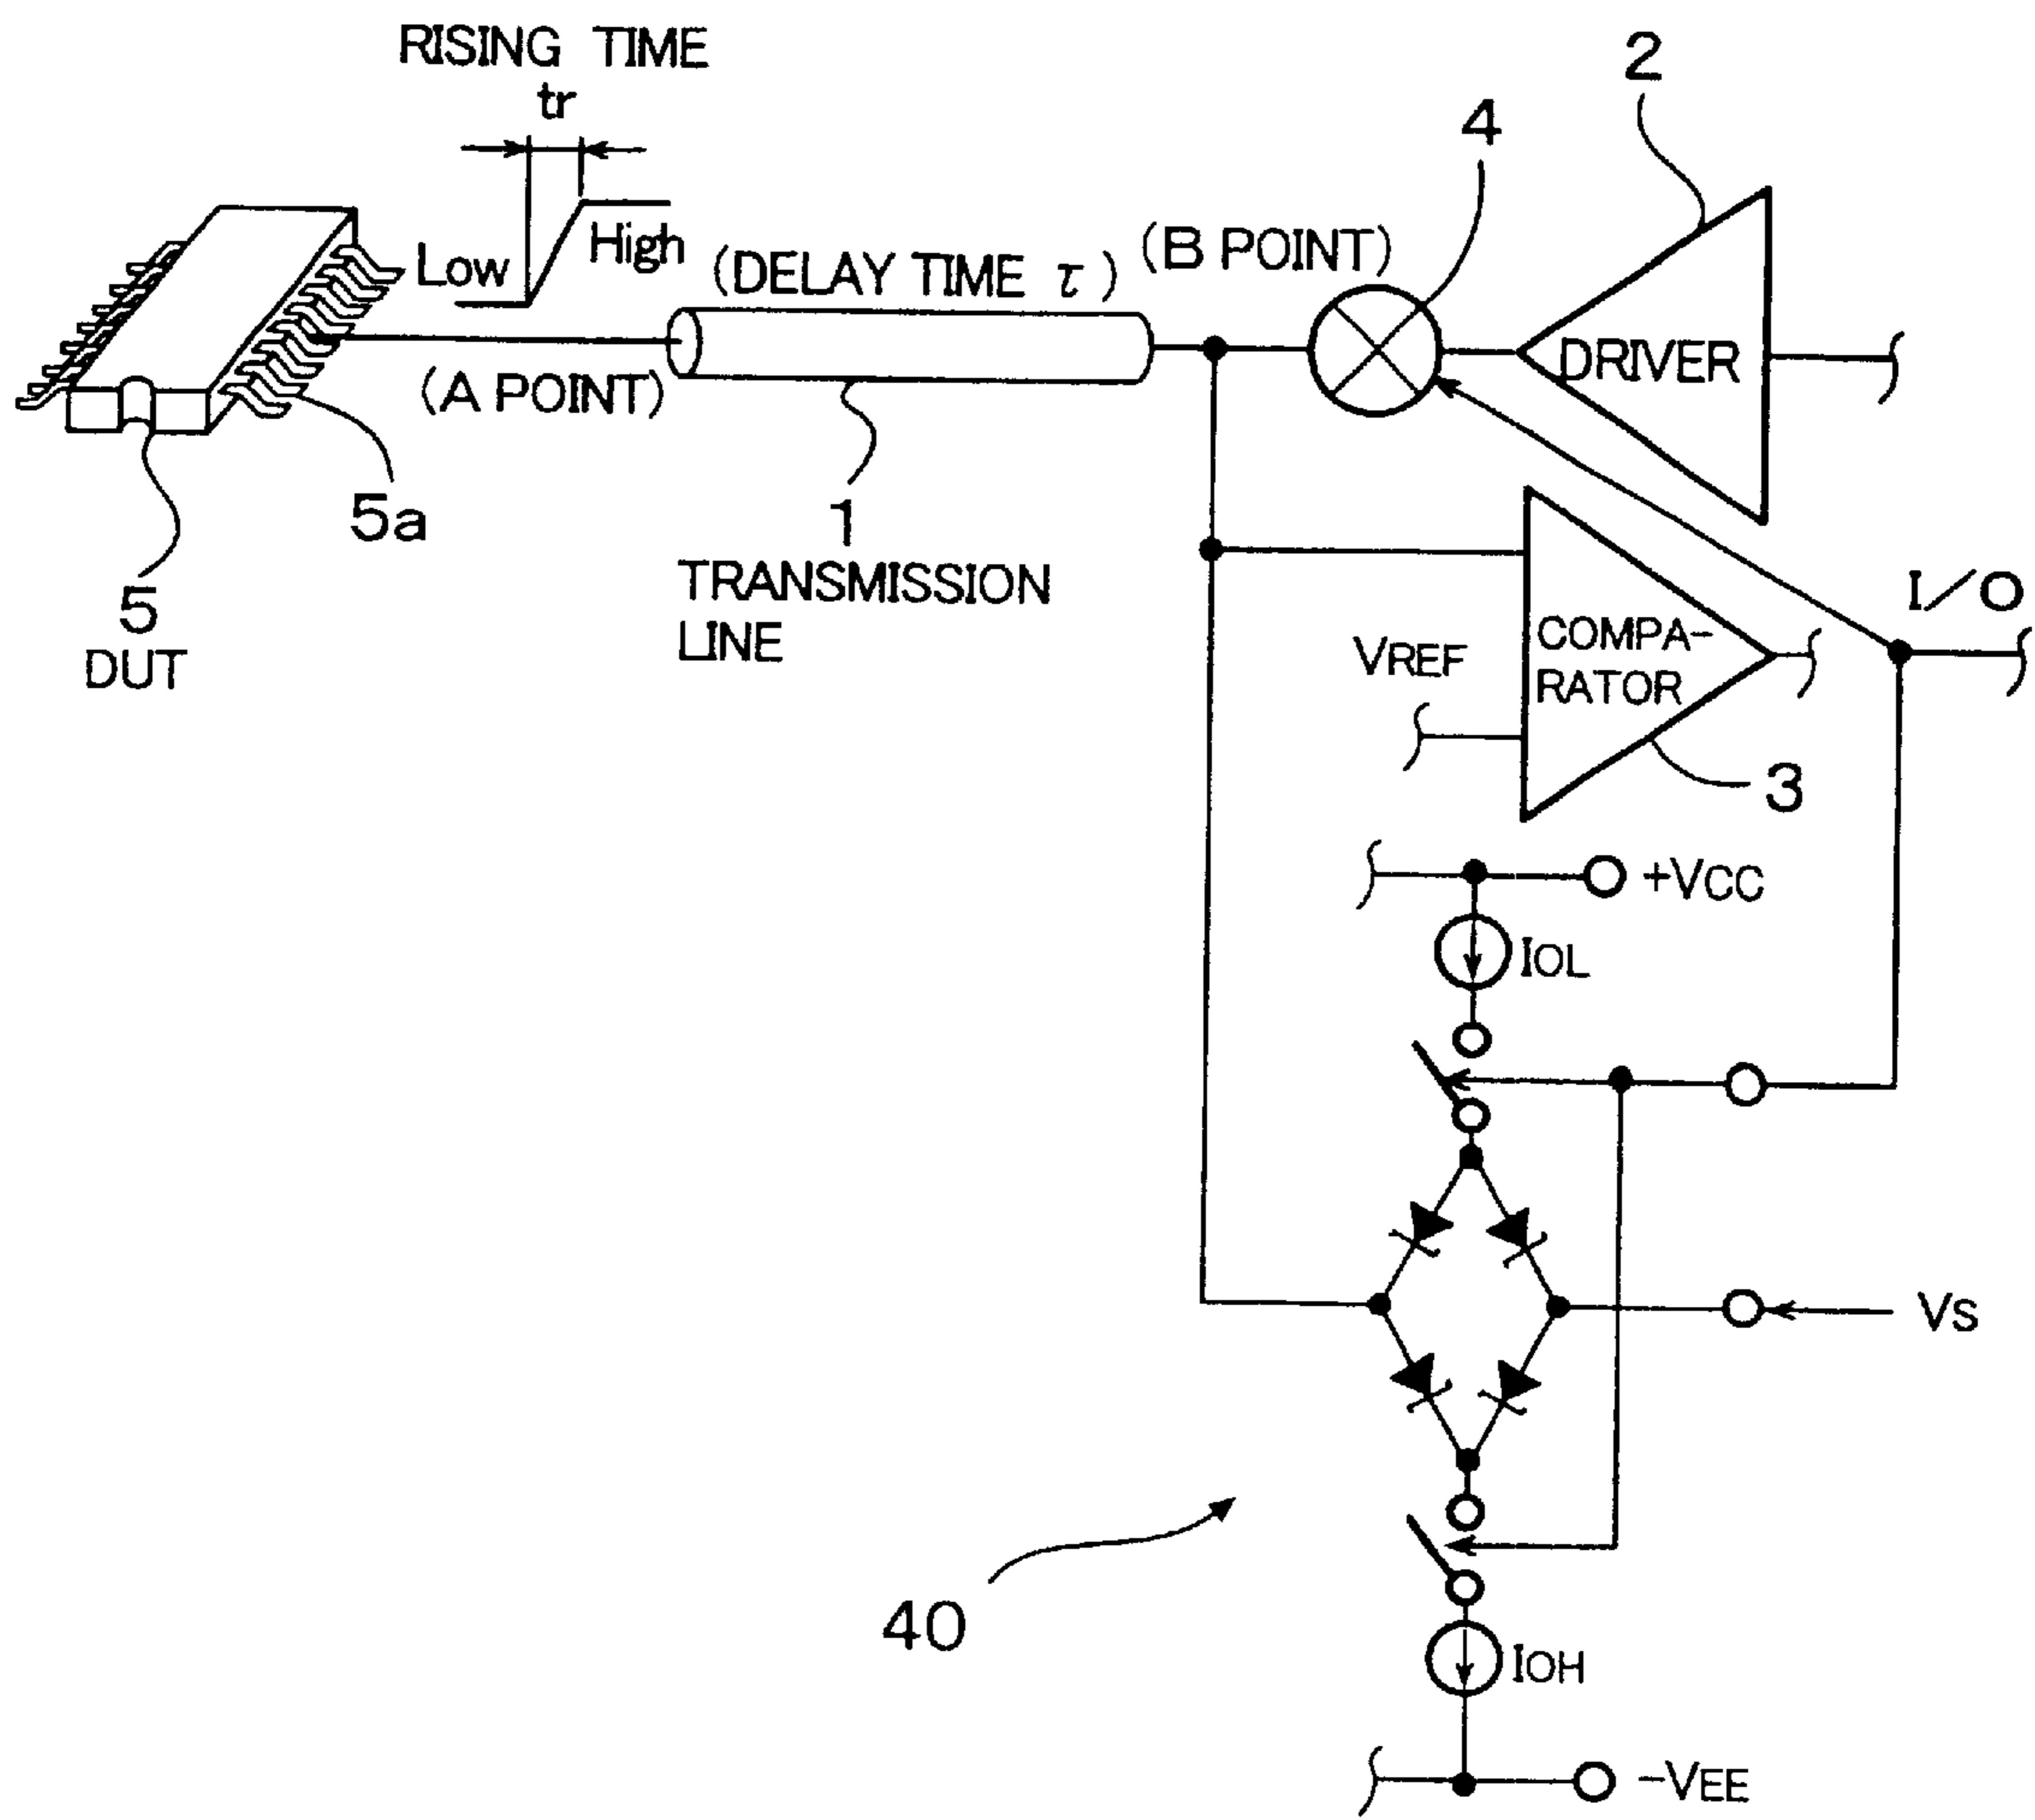 RISING TIME
tr
Low
High
(DELAY TIME τ)
(B POINT)
4
2
DRIVER
(A POINT)
5a
5
DUT
1
TRANSMISSION
LINE
I/O
COMPA-
RATOR
VREF
3
+VCC
IOL
VS
40
IOH
-VEE